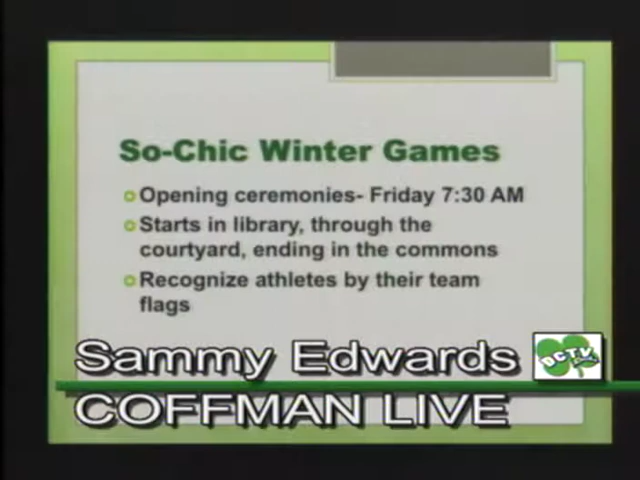 So-Chic Winter Games
Opening ceremonies- Friday 7:30 AM
Starts in library, through the
courtyard, ending in the commons
Recognize athletes by their team
flags
Sammy Edwards
DCTV
COFFMAN LIVE